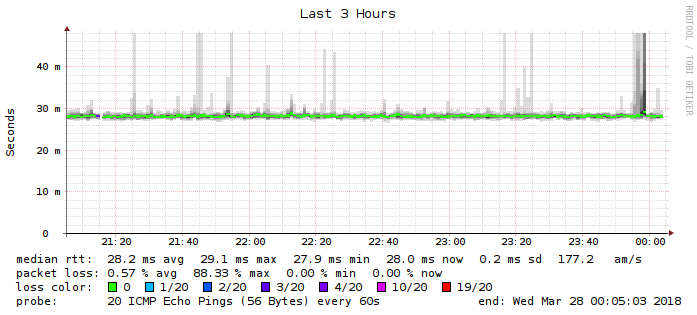 Last 3 Hours
RRDTOOL / TOBI OETIKER
Seconds
40 m
30 m
20 m
10 m
0
21:20 21:40 22:00 22:20 22:40 23:00 23:20 23:40 00:00
median rtt: 28.2 ms avg 29.1 ms max 27.9 ms min 28.0 ms now 0.2 ms sd 177.2 am/s
packet loss: 0.57 % avg 88.33 % max 0.00 % min 0.00 % now
loss color: 0 1/20 2/20 3/20 4/20 10/20 19/20
probe: 20 ICMP Echo Pings (56 Bytes) every 60s end: Wed Mar 28 00:05:03 2018